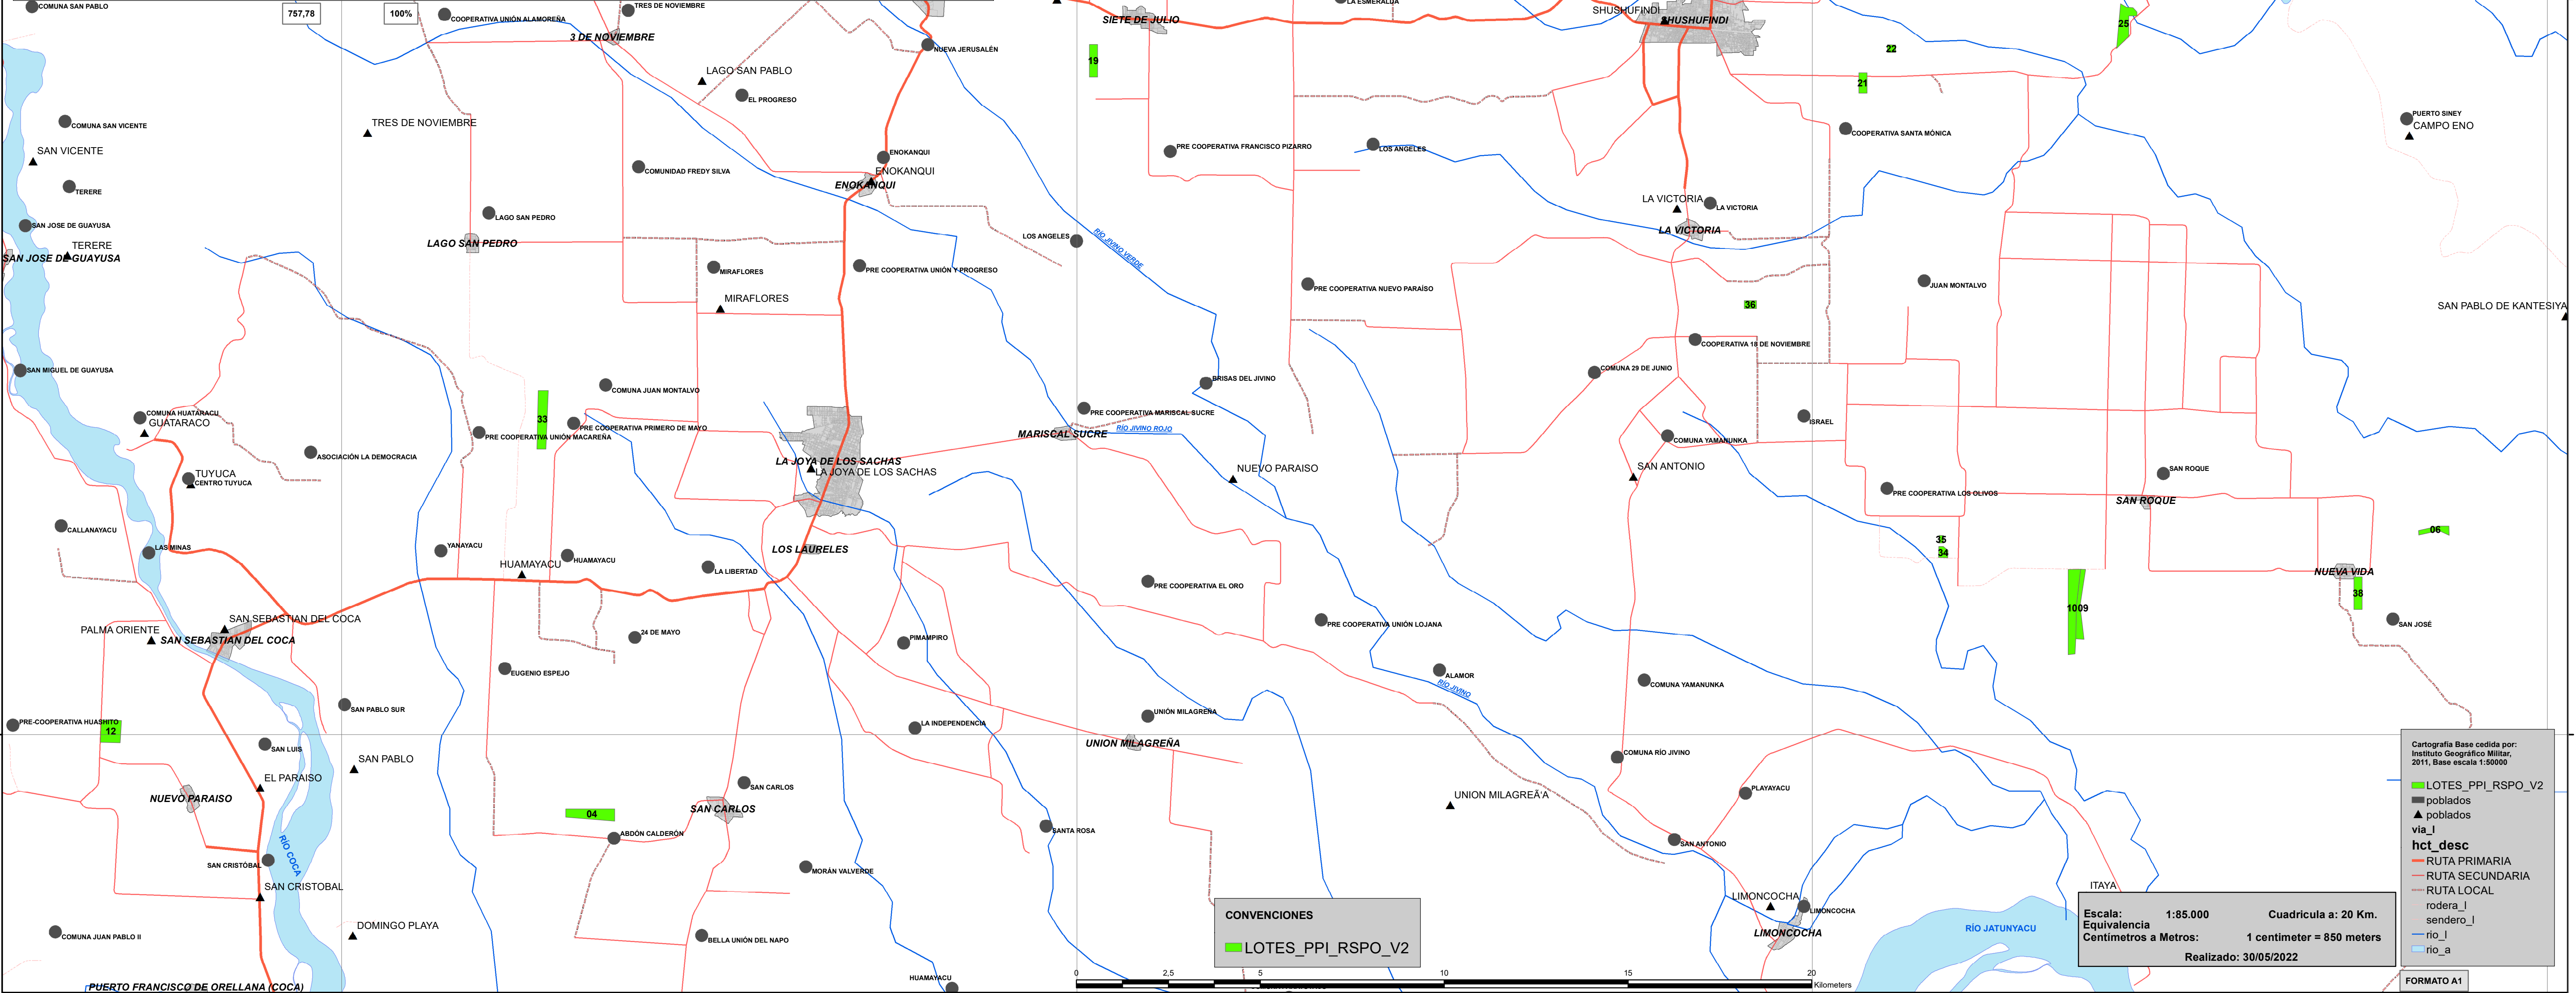 COMUNA SAN PABLO
757,78
100%
COOPERATIVA UNIÓN ALAMOREÑA
TRES DE NOVIEMBRE
3 DE NOVIEMBRE
NUEVA JERUSALÉN
SIETE DE JULIO
LA ESMERALDA
SHUSHUFINDI
SHUSHUFINDI
25
22
19
21
LAGO SAN PABLO
EL PROGRESO
COMUNA SAN VICENTE
TRES DE NOVIEMBRE
SAN VICENTE
PUERTO SINEY
CAMPO ENO
COOPERATIVA SANTA MÓNICA
PRE COOPERATIVA FRANCISCO PIZARRO
LOS ANGELES
ENOKANQUI
ENOKANQUI
ENOKANQUI
COMUNIDAD FREDY SILVA
TERERE
LA VICTORIA
LA VICTORIA
LA VICTORIA
SAN JOSE DE GUAYUSA
LAGO SAN PEDRO
LAGO SAN PEDRO
TERERE
SAN JOSE DE GUAYUSA
LOS ANGELES
RÍO JIVINO VERDE
MIRAFLORES
PRE COOPERATIVA UNIÓN Y PROGRESO
MIRAFLORES
PRE COOPERATIVA NUEVO PARAÍSO
JUAN MONTALVO
36
SAN PABLO DE KANTESIYA
COOPERATIVA 18 DE NOVIEMBRE
SAN MIGUEL DE GUAYUSA
COMUNA 29 DE JUNIO
BRISAS DEL JIVINO
COMUNA JUAN MONTALVO
COMUNA HUATARACU
GUATARACO
33
PRE COOPERATIVA PRIMERO DE MAYO
PRE COOPERATIVA UNIÓN MACAREÑA
PRE COOPERATIVA MARISCAL SUCRE
MARISCAL SUCRE
RÍO JIVINO ROJO
ISRAEL
COMUNA YAMANUNKA
ASOCIACIÓN LA DEMOCRACIA
LA JOYA DE LOS SACHAS
LA JOYA DE LOS SACHAS
TUYUCA
CENTRO TUYUCA
NUEVO PARAISO
SAN ANTONIO
SAN ROQUE
SAN ROQUE
PRE COOPERATIVA LOS OLIVOS
CALLANAYACU
06
LAS MINAS
YANAYACU
HUAMAYACU
HUAMAYACU
LOS LAURELES
LA LIBERTAD
35
34
NUEVA VIDA
38
PRE COOPERATIVA EL ORO
1009
SAN SEBASTIAN DEL COCA
PALMA ORIENTE
SAN SEBASTIAN DEL COCA
24 DE MAYO
PIMAMPIRO
PRE COOPERATIVA UNIÓN LOJANA
SAN JOSÉ
EUGENIO ESPEJO
ALAMOR
RÍO JIVINO
COMUNA YAMANUNKA
SAN PABLO SUR
PRE-COOPERATIVA HUASHITO
12
UNIÓN MILAGREÑA
LA INDEPENDENCIA
UNION MILAGREÑA
SAN LUIS
SAN PABLO
COMUNA RÍO JIVINO
EL PARAISO
NUEVO PARAISO
SAN CARLOS
SAN CARLOS
UNION MILAGREÃ'A
PLAYAYACU
04
ABDÓN CALDERÓN
SANTA ROSA
SAN ANTONIO
RÍO COCA
SAN CRISTÓBAL
SAN CRISTOBAL
MORÁN VALVERDE
LIMONCOCHA
LIMONCOCHA
LIMONCOCHA
ITAYA
RÍO JATUNYACU
COMUNA JUAN PABLO II
DOMINGO PLAYA
BELLA UNIÓN DEL NAPO
HUAMAYACU
PUERTO FRANCISCO DE ORELLANA (COCA)
CONVENCIONES
LOTES_PPI_RSPO_V2
0 2,5 5 10 15 20
Kilometers
Escala: 1:85.000 Cuadricula a: 20 Km.
Equivalencia
Centímetros a Metros: 1 centimeter = 850 meters
Realizado: 30/05/2022
Cartografía Base cedida por:
Instituto Geográfico Militar,
2011, Base escala 1:50000
LOTES_PPI_RSPO_V2
poblados
poblados
via_l
hct_desc
RUTA PRIMARIA
RUTA SECUNDARIA
RUTA LOCAL
rodera_l
sendero_l
rio_l
rio_a
FORMATO A1